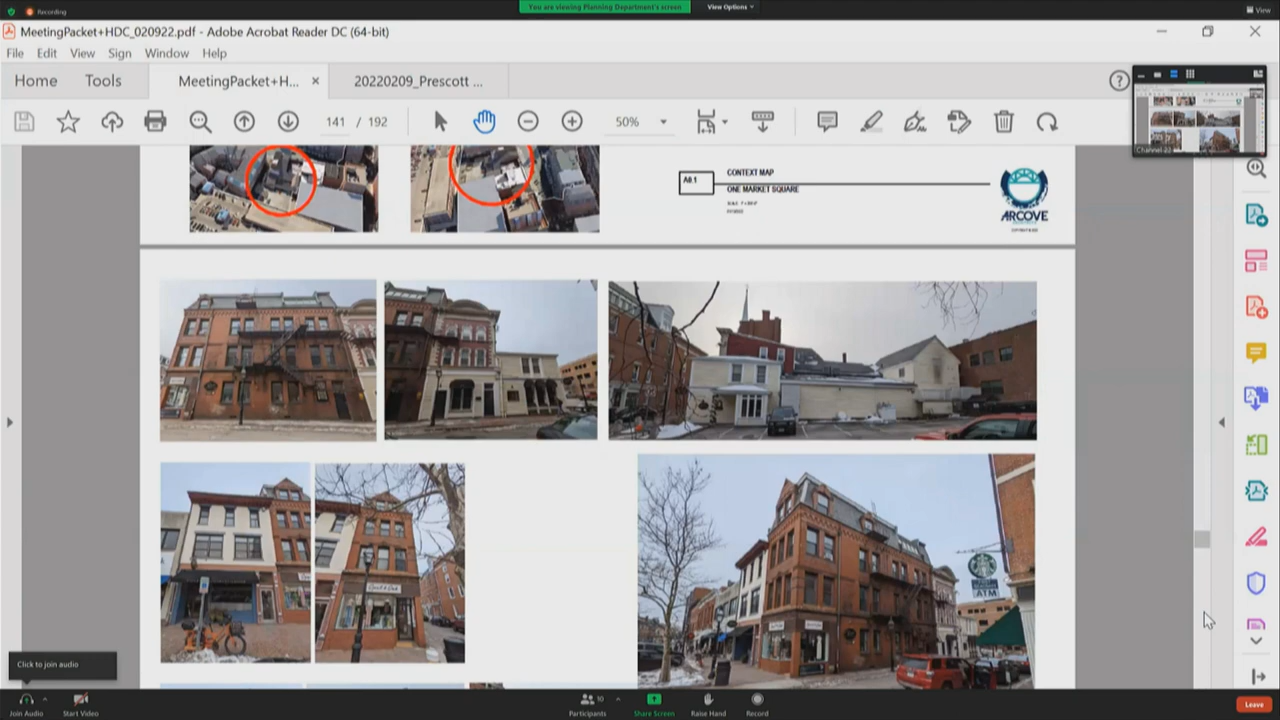 Recording
You are viewing Planning Department's screen
View Options
View
MeetingPacket+HDC_020922.pdf - Adobe Acrobat Reader DC (64-bit)
File Edit View Sign Window Help
Home Tools MeetingPacket+H... × 20220209_Prescott ...
141 / 192
50%
A0.1
CONTEXT MAP
ONE MARKET SQUARE
ARCOVE
ATM
Click to join audio
Join Audio
Start Video
Participants
10
Share Screen
Raise Hand
Record
Leave